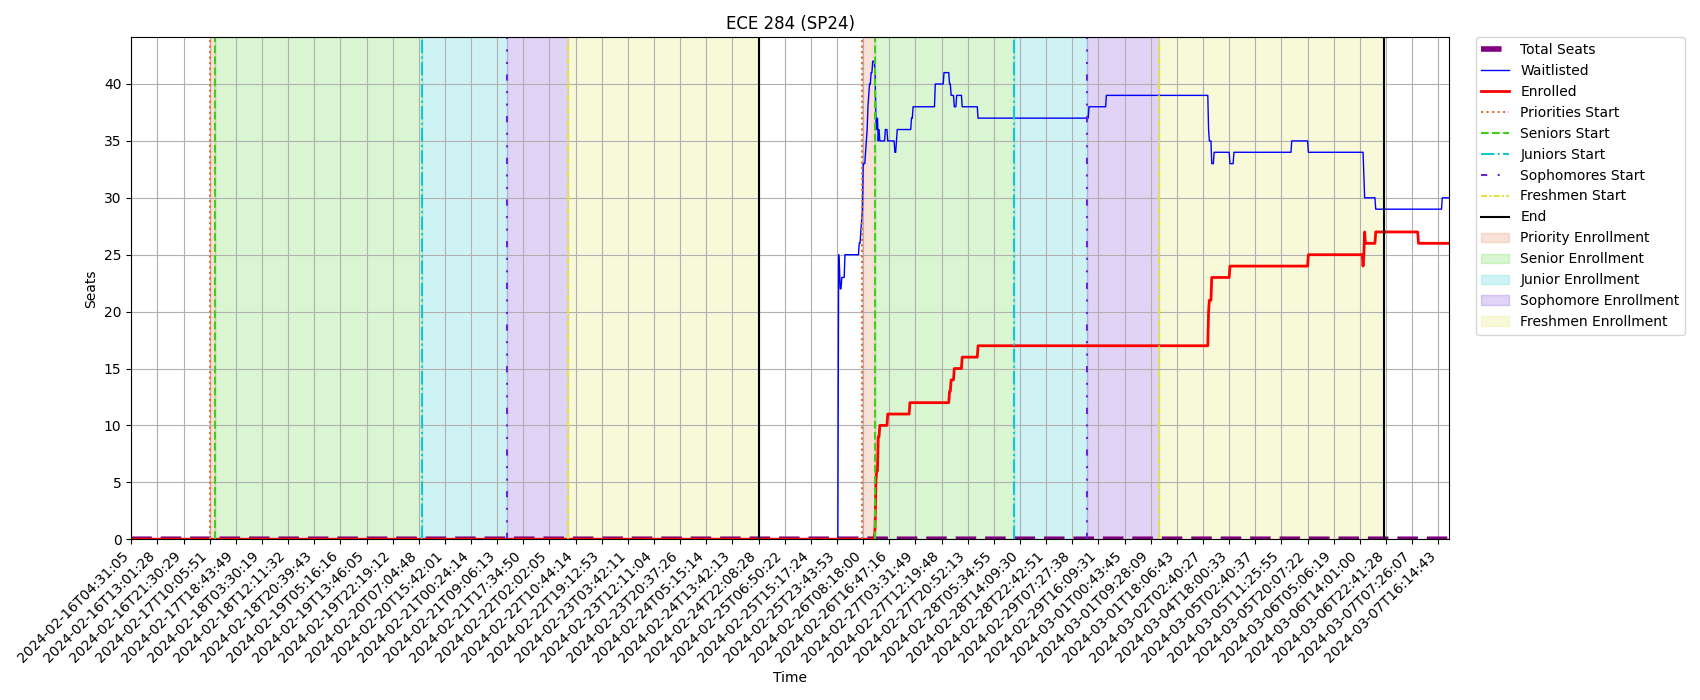 ECE 284 (SP24)
Total Seats
Waitlisted
Enrolled
Priorities Start
Seniors Start
Juniors Start
Sophomores Start
Freshmen Start
End
Priority Enrollment
Senior Enrollment
Junior Enrollment
Sophomore Enrollment
Freshmen Enrollment
Seats
40
35
30
25
20
15
10
5
0
2024-02-16T04:31:05
2024-02-16T13:01:28
2024-02-16T21:30:29
2024-02-17T10:05:51
2024-02-17T18:43:49
2024-02-18T03:30:19
2024-02-18T12:11:32
2024-02-18T20:39:43
2024-02-19T05:16:16
2024-02-19T13:46:05
2024-02-19T22:19:12
2024-02-20T07:04:48
2024-02-20T15:42:01
2024-02-21T00:24:14
2024-02-21T09:06:13
2024-02-21T17:34:50
2024-02-22T02:02:05
2024-02-22T10:44:14
2024-02-22T19:12:53
2024-02-23T03:42:11
2024-02-23T12:11:04
2024-02-23T20:37:26
2024-02-24T05:15:14
2024-02-24T13:42:13
2024-02-24T22:08:28
2024-02-25T06:50:22
2024-02-25T15:17:24
2024-02-25T23:43:53
2024-02-26T08:18:00
2024-02-26T16:47:16
2024-02-27T03:31:49
2024-02-27T12:19:48
2024-02-27T20:52:13
2024-02-28T05:34:55
2024-02-28T14:09:30
2024-02-28T22:42:51
2024-02-29T07:27:38
2024-02-29T16:09:31
2024-03-01T00:43:45
2024-03-01T09:28:09
2024-03-01T18:06:43
2024-03-02T02:40:27
2024-03-04T18:00:33
2024-03-05T02:40:37
2024-03-05T11:25:55
2024-03-05T20:07:22
2024-03-06T05:06:19
2024-03-06T14:01:00
2024-03-06T22:41:28
2024-03-07T07:26:07
2024-03-07T16:14:43
Time